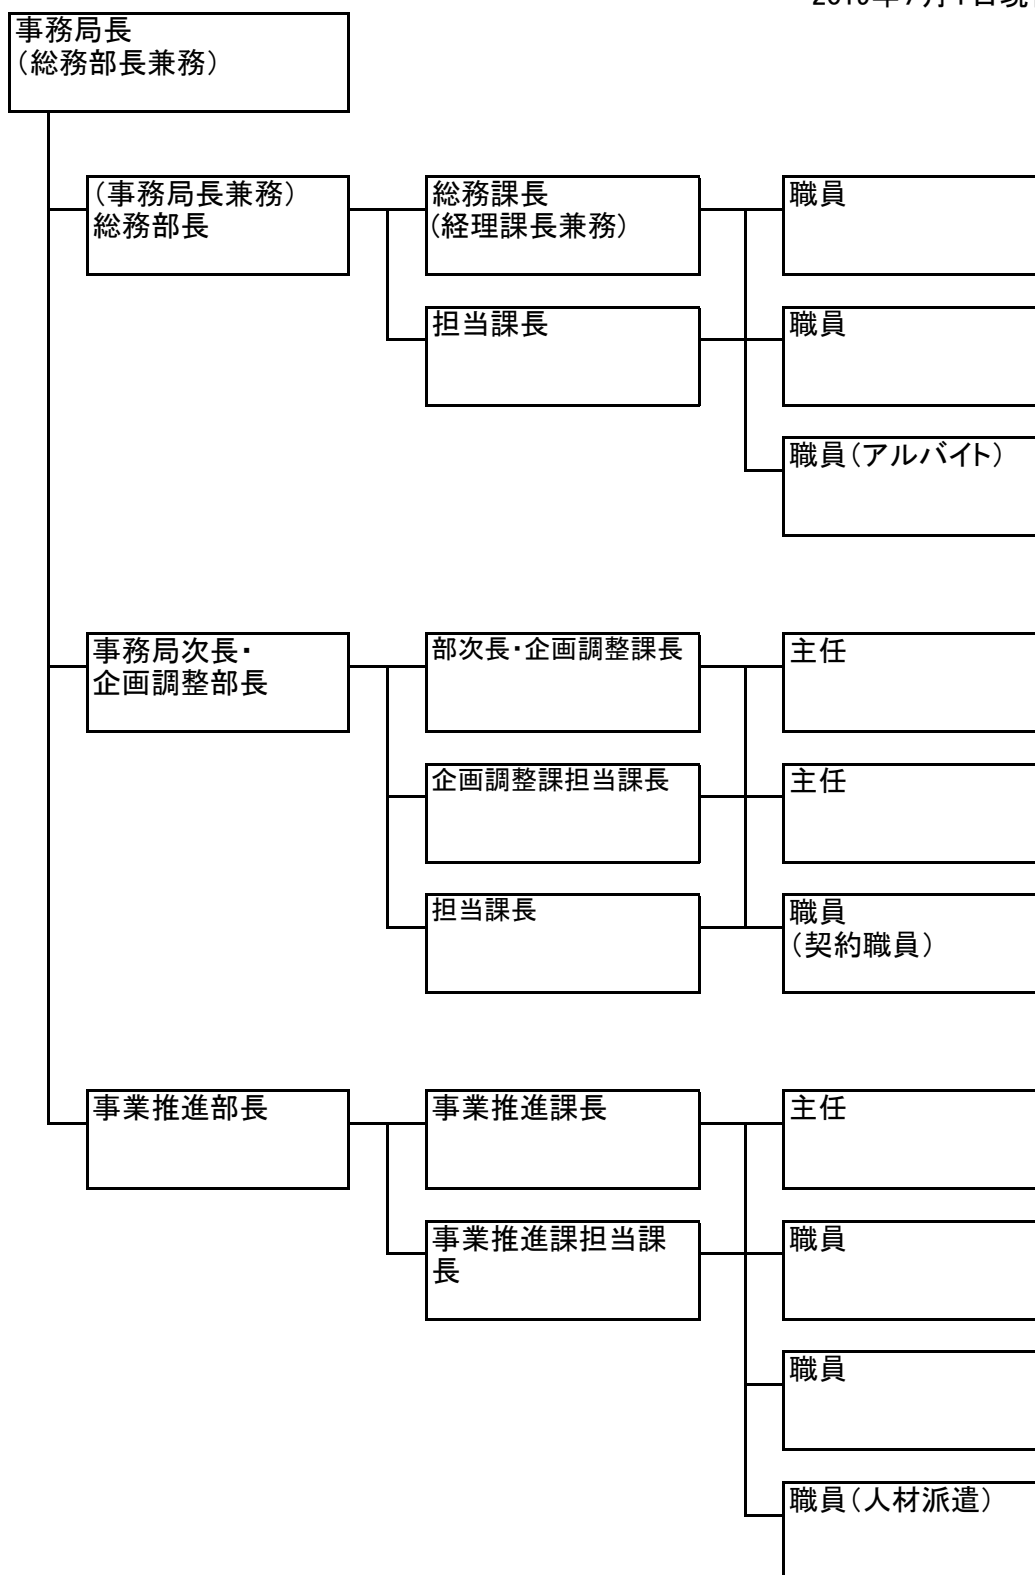 事務局長
（総務部長兼務）
（事務局長兼務）
総務部長
総務課長
（経理課長兼務）
職員
担当課長
職員
職員（アルバイト）
事務局次長・
企画調整部長
部次長・企画調整課長
主任
企画調整課担当課長
主任
担当課長
職員
（契約職員）
事業推進部長
事業推進課長
主任
事業推進課担当課
長
職員
職員
職員（人材派遣）